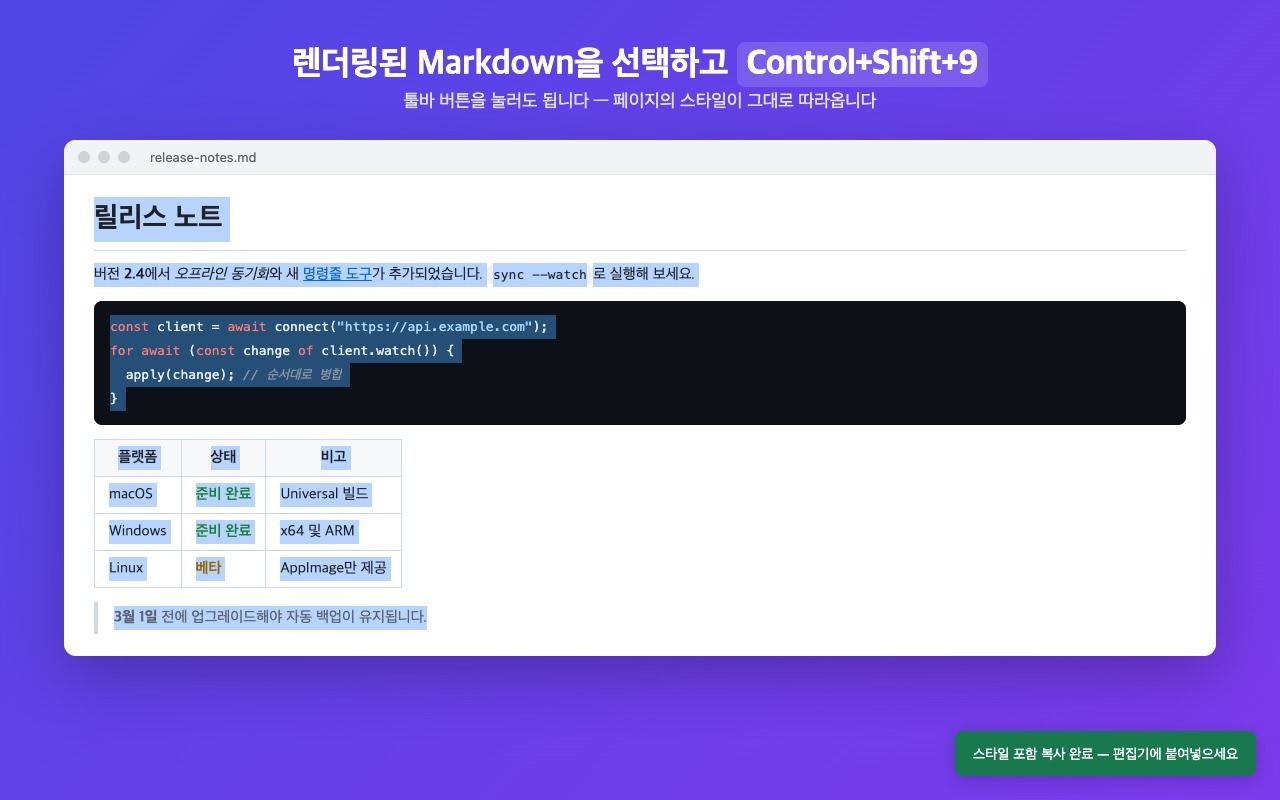 렌더링된 Markdown을 선택하고 Control+Shift+9
툴바 버튼을 눌러도 됩니다 — 페이지의 스타일이 그대로 따라옵니다
release-notes.md
릴리스 노트
버전 2.4에서 오프라인 동기화와 새 명령줄 도구가 추가되었습니다. sync --watch 로 실행해 보세요.
const client = await connect("https://api.example.com");
for await (const change of client.watch()) {
  apply(change); // 순서대로 병합
}
플랫폼 상태 비고
macOS 준비 완료 Universal 빌드
Windows 준비 완료 x64 및 ARM
Linux 베타 AppImage만 제공
3월 1일 전에 업그레이드해야 자동 백업이 유지됩니다.
스타일 포함 복사 완료 — 편집기에 붙여넣으세요